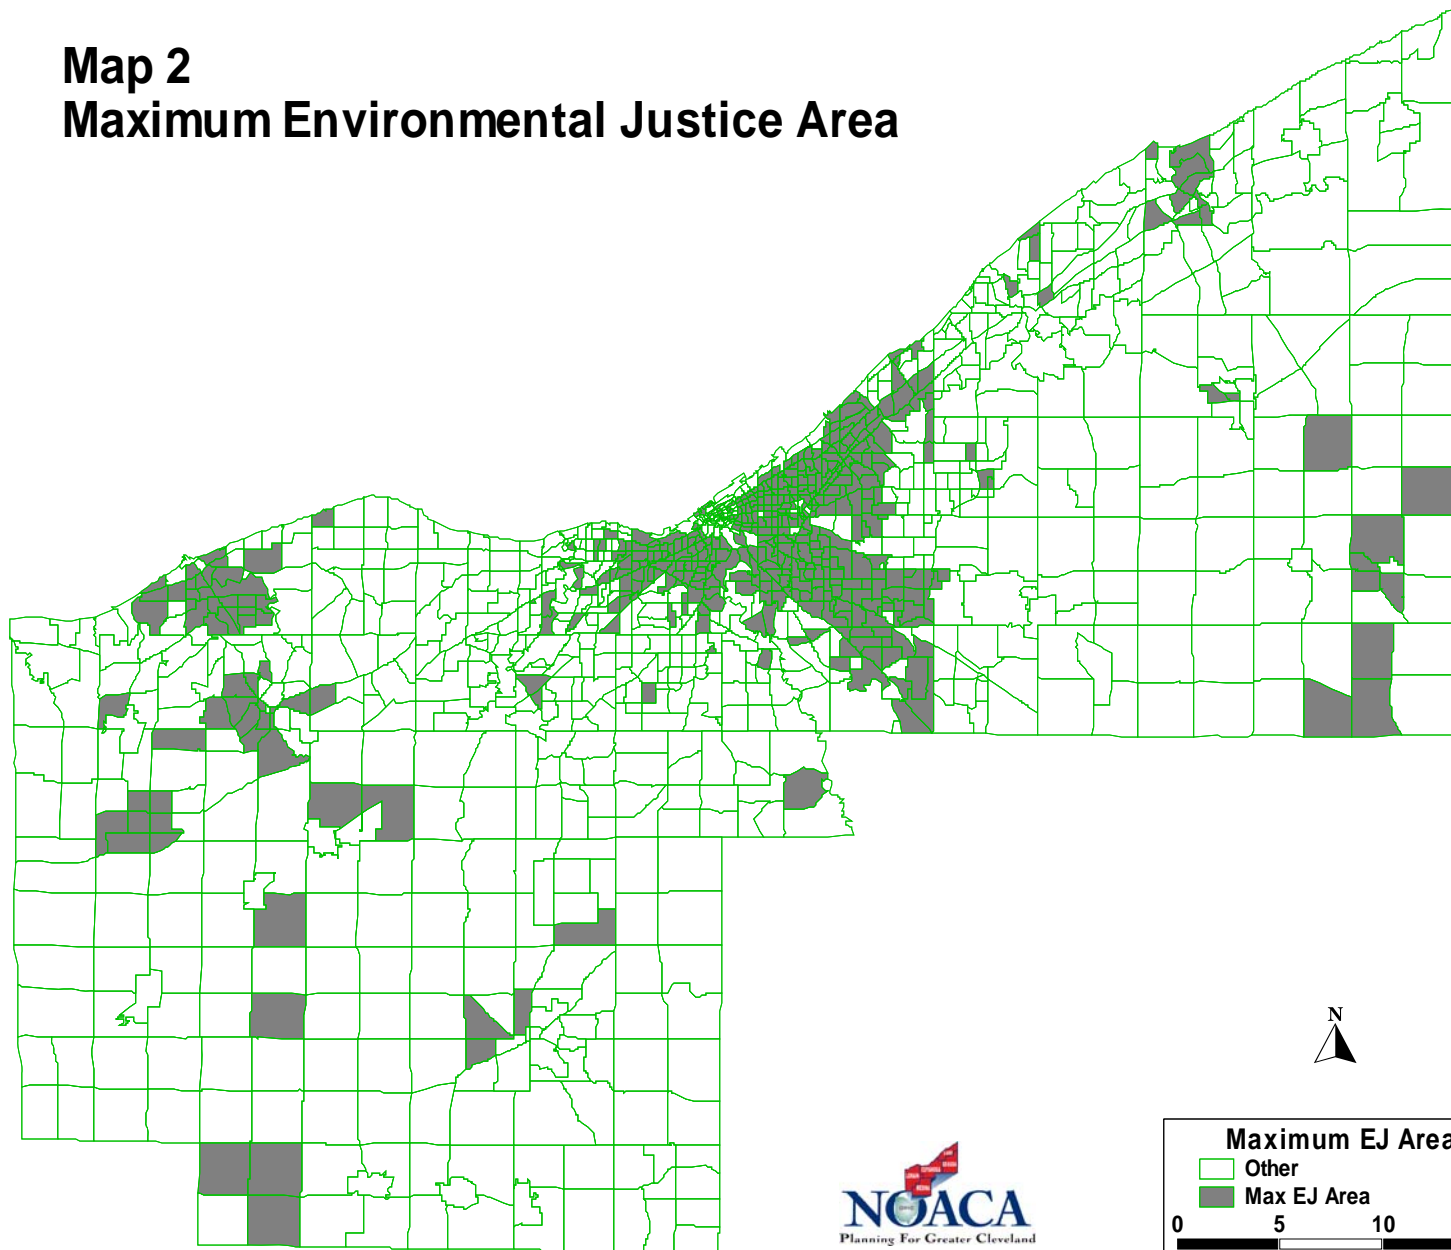 Map 2
Maximum Environmental Justice Area
N
Maximum EJ Area
Other
Max EJ Area
0 5 10
NOACA
Planning For Greater Cleveland